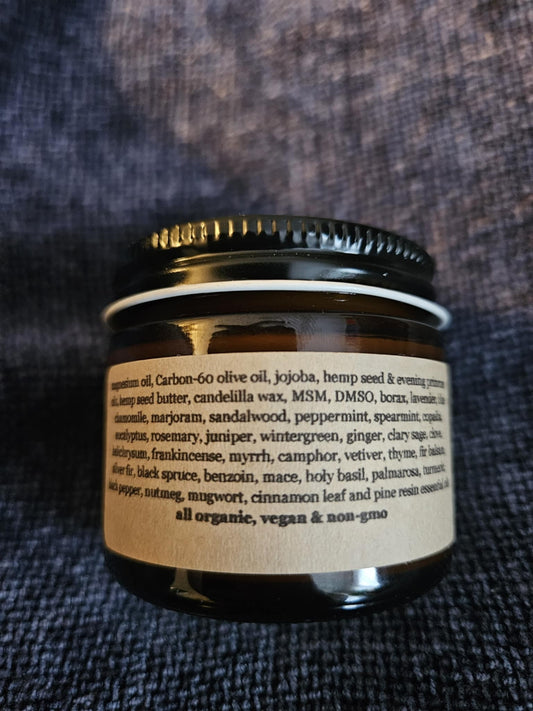 magnesium oil, Carbon-60 olive oil, jojoba, hemp seed & evening primrose
hemp seed butter, candelilla wax, MSM, DMSO, borax, lavender,
chamomile, marjoram, sandalwood, peppermint, spearmint, copaiba,
eucalyptus, rosemary, juniper, wintergreen, ginger, clary sage, clove,
helichrysum, frankincense, myrrh, camphor, vetiver, thyme, fir balsam,
silver fir, black spruce, benzoin, mace, holy basil, palmarosa, turmeric
black pepper, nutmeg, mugwort, cinnamon leaf and pine resin essential
all organic, vegan & non-gmo